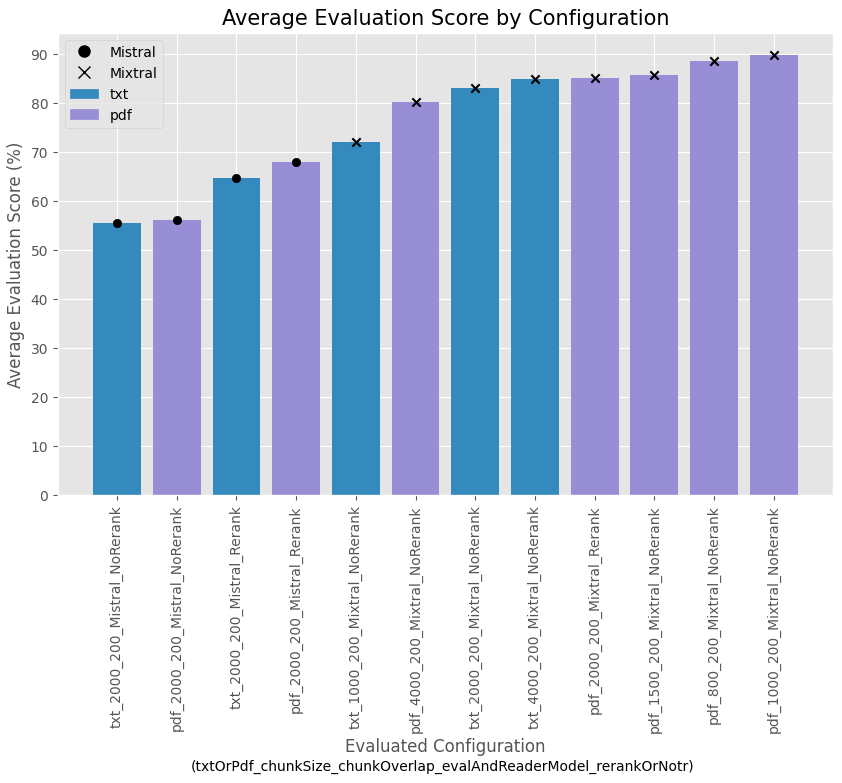 Average Evaluation Score by Configuration
Mistral
Mixtral
txt
pdf
90
80
70
60
50
40
30
20
10
0
Average Evaluation Score (%)
txt_2000_200_Mistral_NoRerank
pdf_2000_200_Mistral_NoRerank
txt_2000_200_Mistral_Rerank
pdf_2000_200_Mistral_Rerank
txt_1000_200_Mixtral_NoRerank
pdf_4000_200_Mixtral_NoRerank
txt_2000_200_Mixtral_NoRerank
txt_4000_200_Mixtral_NoRerank
pdf_2000_200_Mixtral_Rerank
pdf_1500_200_Mixtral_NoRerank
pdf_800_200_Mixtral_NoRerank
pdf_1000_200_Mixtral_NoRerank
Evaluated Configuration
(txtOrPdf_chunkSize_chunkOverlap_evalAndReaderModel_rerankOrNotr)